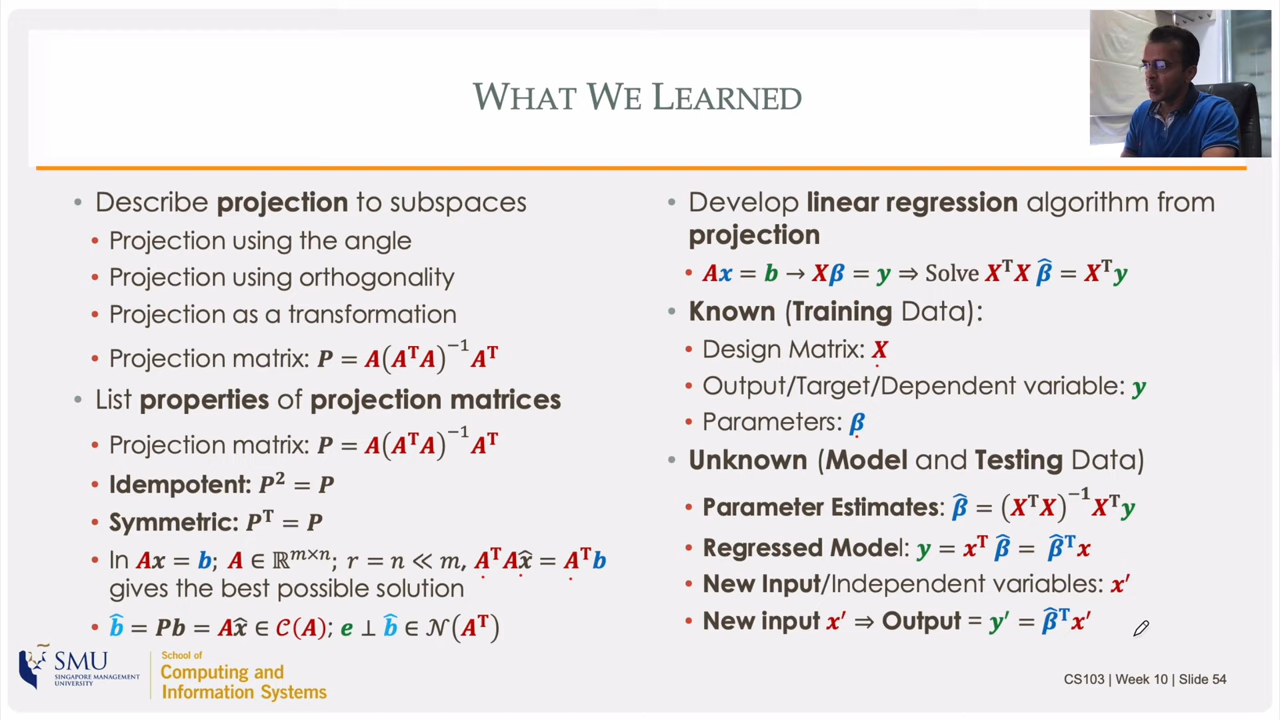 WHAT WE LEARNED
• Describe projection to subspaces
• Projection using the angle
• Projection using orthogonality
• Projection as a transformation
• Projection matrix: P = A(AᵀA)⁻¹Aᵀ
• List properties of projection matrices
• Projection matrix: P = A(AᵀA)⁻¹Aᵀ
• Idempotent: P² = P
• Symmetric: Pᵀ = P
• In Ax = b; A ∈ ℝᵐˣⁿ; r = n ≪ m, AᵀAx̂ = Aᵀb
gives the best possible solution
• b̂ = Pb = Ax̂ ∈ 𝒞(A); e ⊥ b̂ ∈ 𝒩(Aᵀ)
• Develop linear regression algorithm from
projection
• Ax = b → Xβ = y ⇒ Solve XᵀX β̂ = Xᵀy
• Known (Training Data):
• Design Matrix: X
• Output/Target/Dependent variable: y
• Parameters: β
• Unknown (Model and Testing Data)
• Parameter Estimates: β̂ = (XᵀX)⁻¹Xᵀy
• Regressed Model: y = xᵀ β̂ = β̂ᵀx
• New Input/Independent variables: x′
• New input x′ ⇒ Output = y′ = β̂ᵀx′
SMU
SINGAPORE MANAGEMENT
UNIVERSITY
School of
Computing and
Information Systems
CS103 | Week 10 | Slide 54